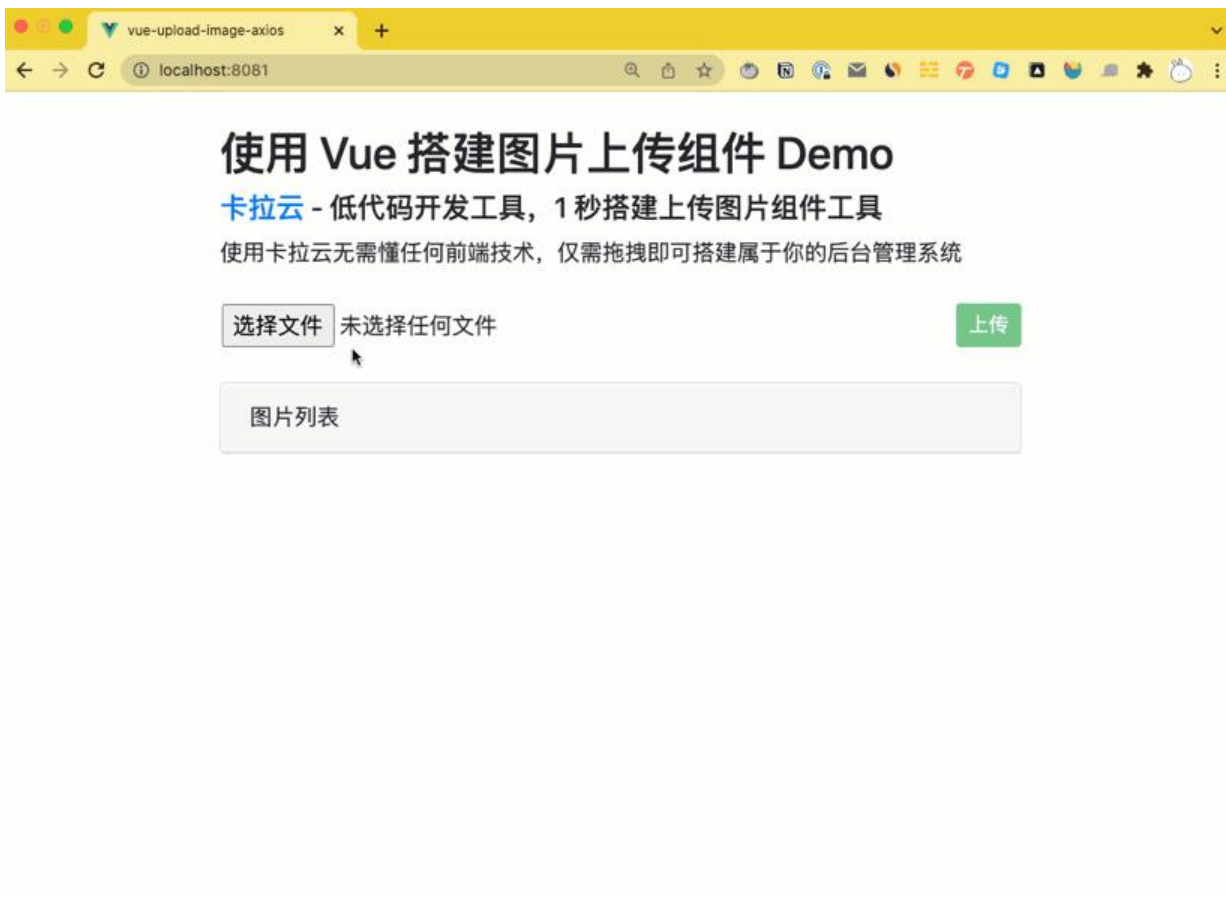 vue-upload-image-axios
localhost:8081
使用 Vue 搭建图片上传组件 Demo
卡拉云 - 低代码开发工具，1 秒搭建上传图片组件工具
使用卡拉云无需懂任何前端技术，仅需拖拽即可搭建属于你的后台管理系统
选择文件 未选择任何文件 上传
图片列表